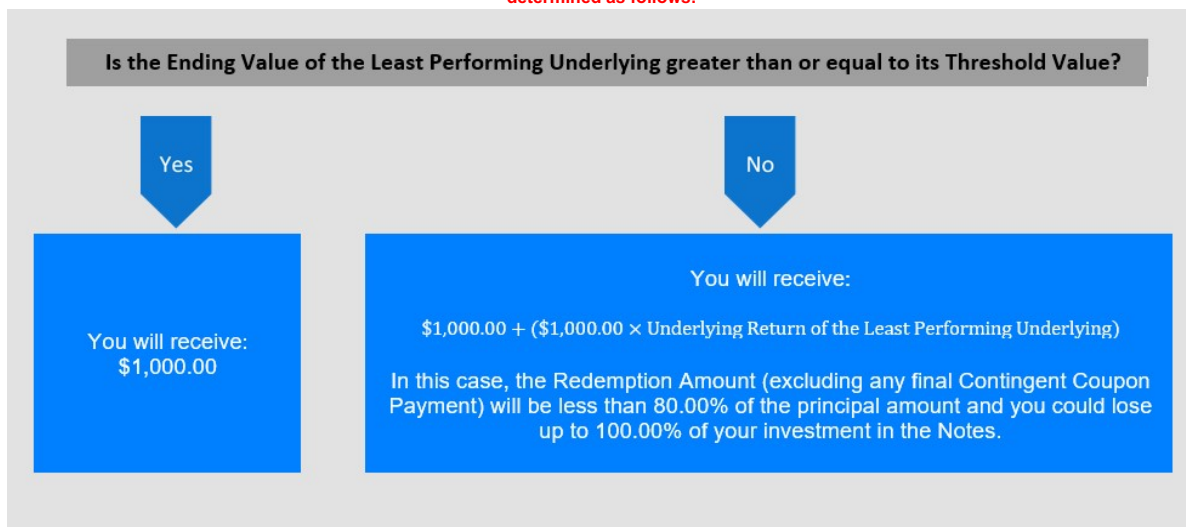 determined as follows:
Is the Ending Value of the Least Performing Underlying greater than or equal to its Threshold Value?
Yes
No
You will receive:
$1,000.00
You will receive:
$1,000.00 + ($1,000.00 × Underlying Return of the Least Performing Underlying)
In this case, the Redemption Amount (excluding any final Contingent Coupon
Payment) will be less than 80.00% of the principal amount and you could lose
up to 100.00% of your investment in the Notes.